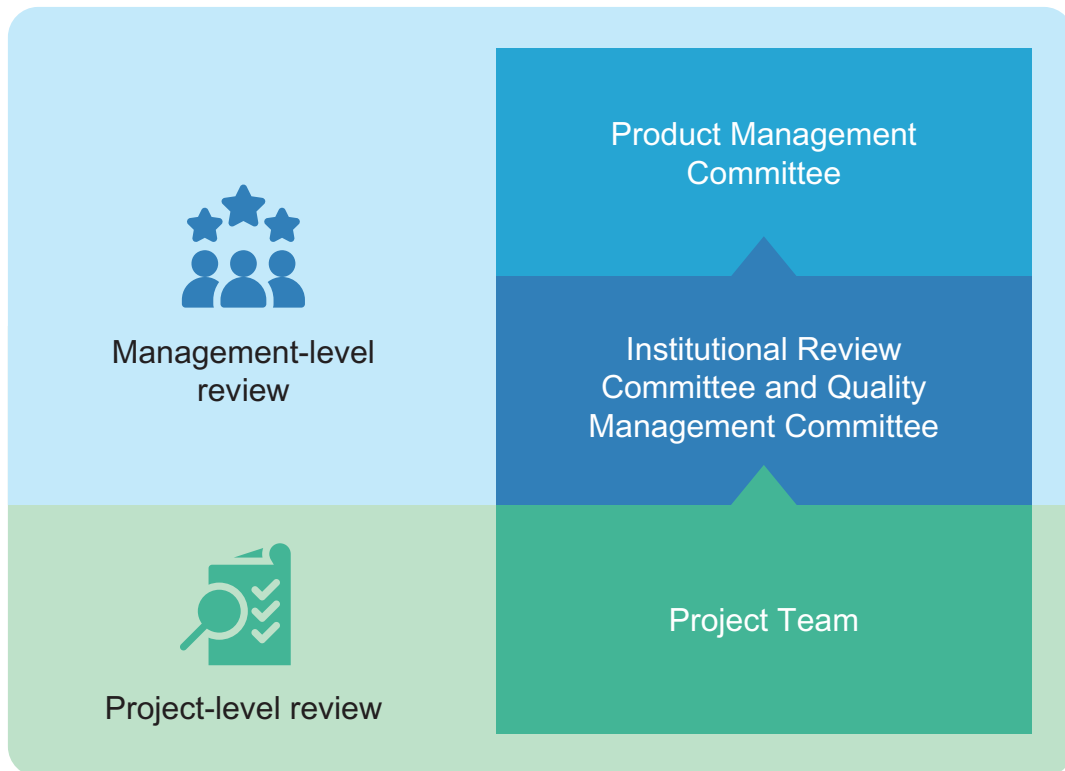 Product Management
Committee
Management-level
review
Institutional Review
Committee and Quality
Management Committee
Project Team
Project-level review